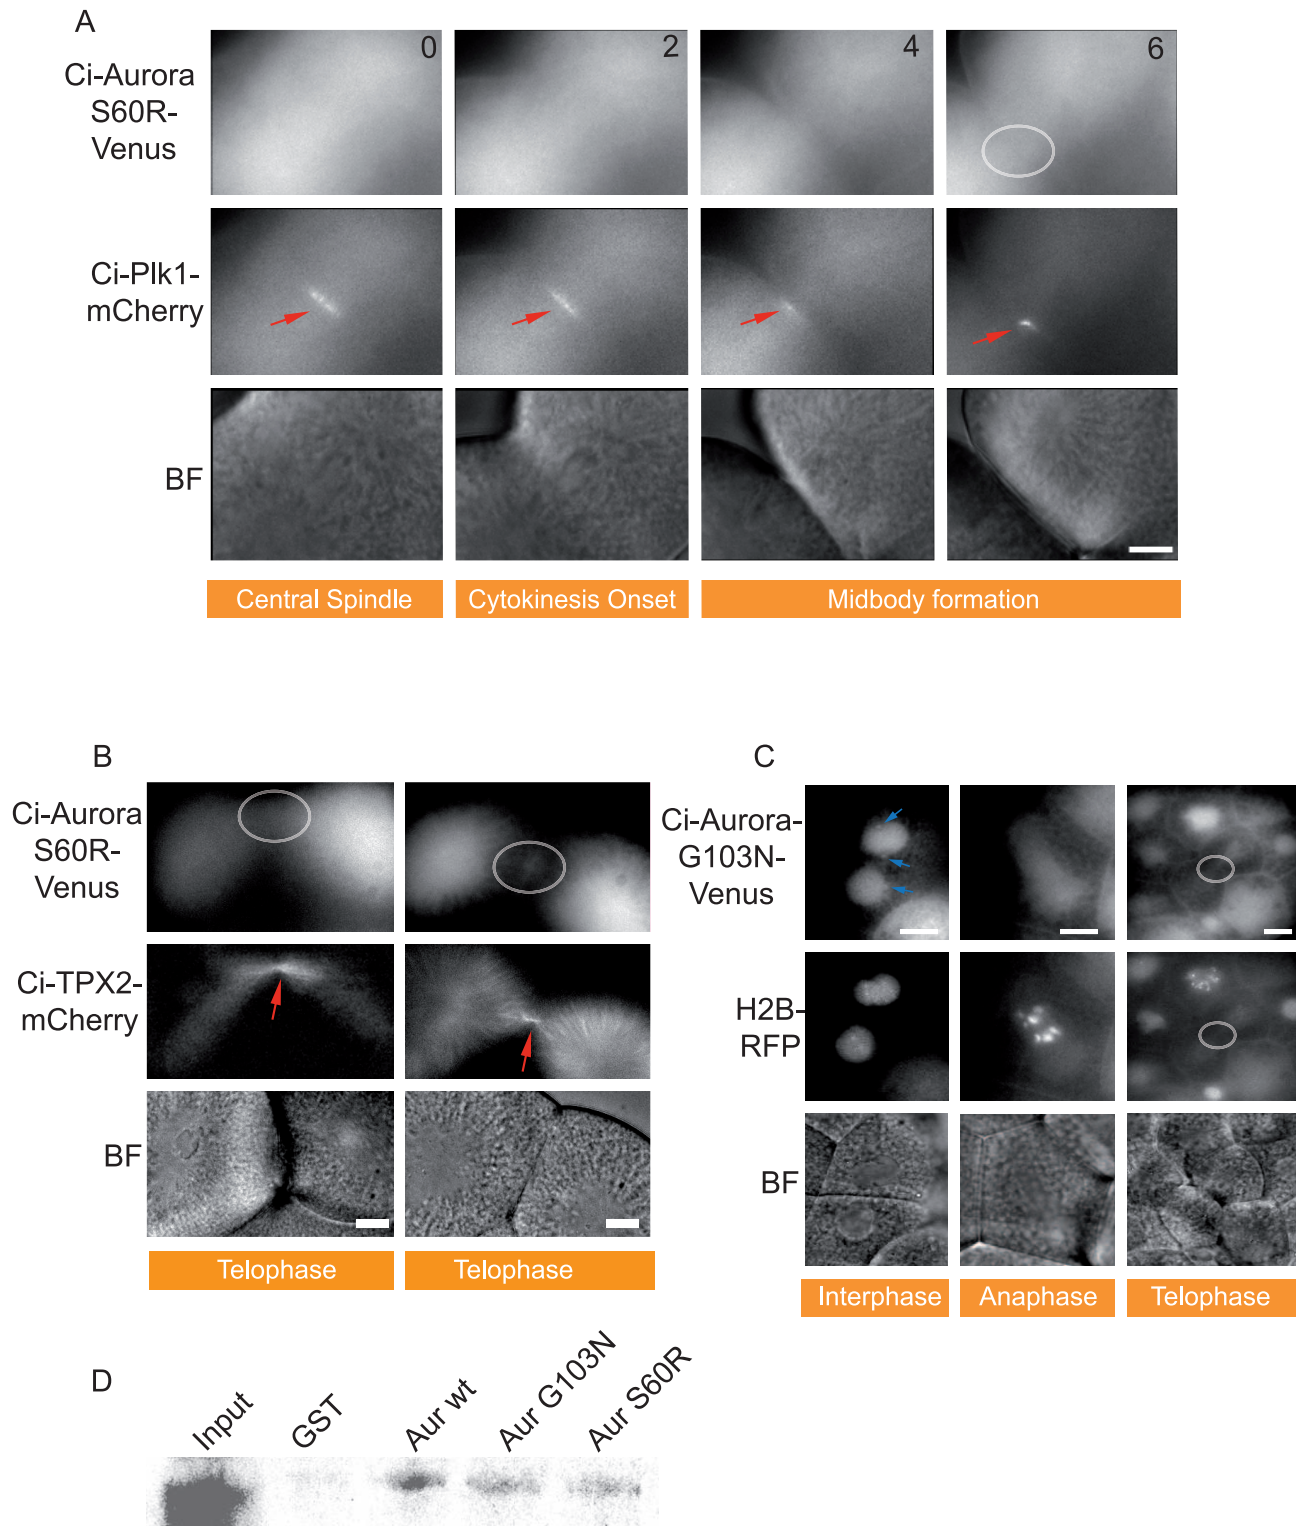 A
Ci-Aurora
S60R-
Venus
0
2
4
6
Ci-Plk1-
mCherry
BF
Central Spindle
Cytokinesis Onset
Midbody formation
B
Ci-Aurora
S60R-
Venus
Ci-TPX2-
mCherry
BF
Telophase
Telophase
C
Ci-Aurora-
G103N-
Venus
H2B-
RFP
BF
Interphase
Anaphase
Telophase
D
Input
GST
Aur wt
Aur G103N
Aur S60R